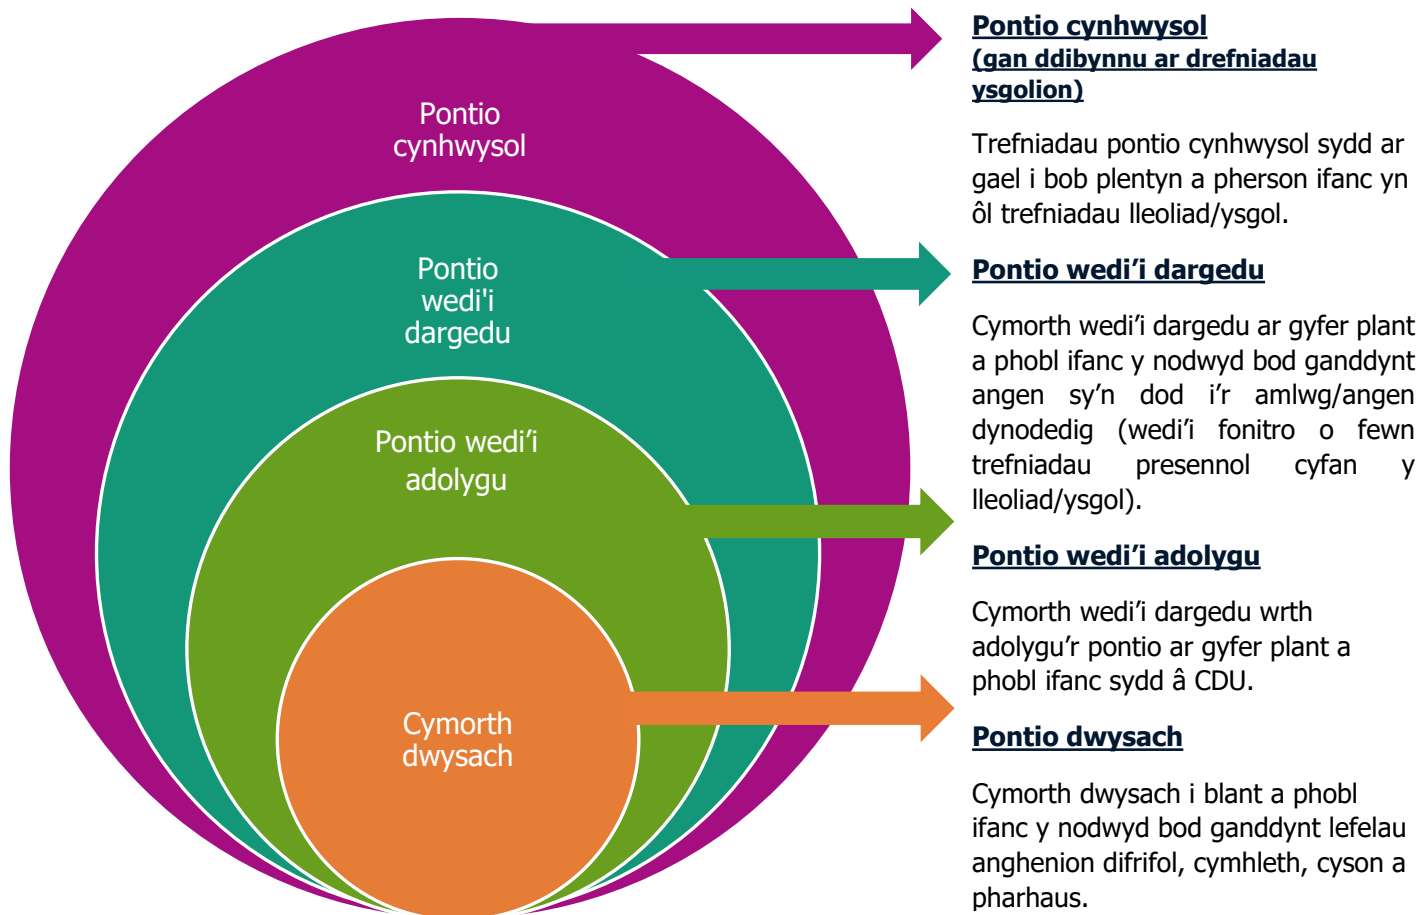 Pontio
cynhwysol
Pontio
wedi'i
dargedu
Pontio wedi’i
adolygu
Cymorth
dwysach
Pontio cynhwysol
(gan ddibynnu ar drefniadau
ysgolion)
Trefniadau pontio cynhwysol sydd ar
gael i bob plentyn a pherson ifanc yn
ôl trefniadau lleoliad/ysgol.
Pontio wedi’i dargedu
Cymorth wedi’i dargedu ar gyfer plant
a phobl ifanc y nodwyd bod ganddynt
angen sy’n dod i’r amlwg/angen
dynodedig (wedi’i fonitro o fewn
trefniadau presennol cyfan y
lleoliad/ysgol).
Pontio wedi’i adolygu
Cymorth wedi’i dargedu wrth
adolygu’r pontio ar gyfer plant a
phobl ifanc sydd â CDU.
Pontio dwysach
Cymorth dwysach i blant a phobl
ifanc y nodwyd bod ganddynt lefelau
anghenion difrifol, cymhleth, cyson a
pharhaus.